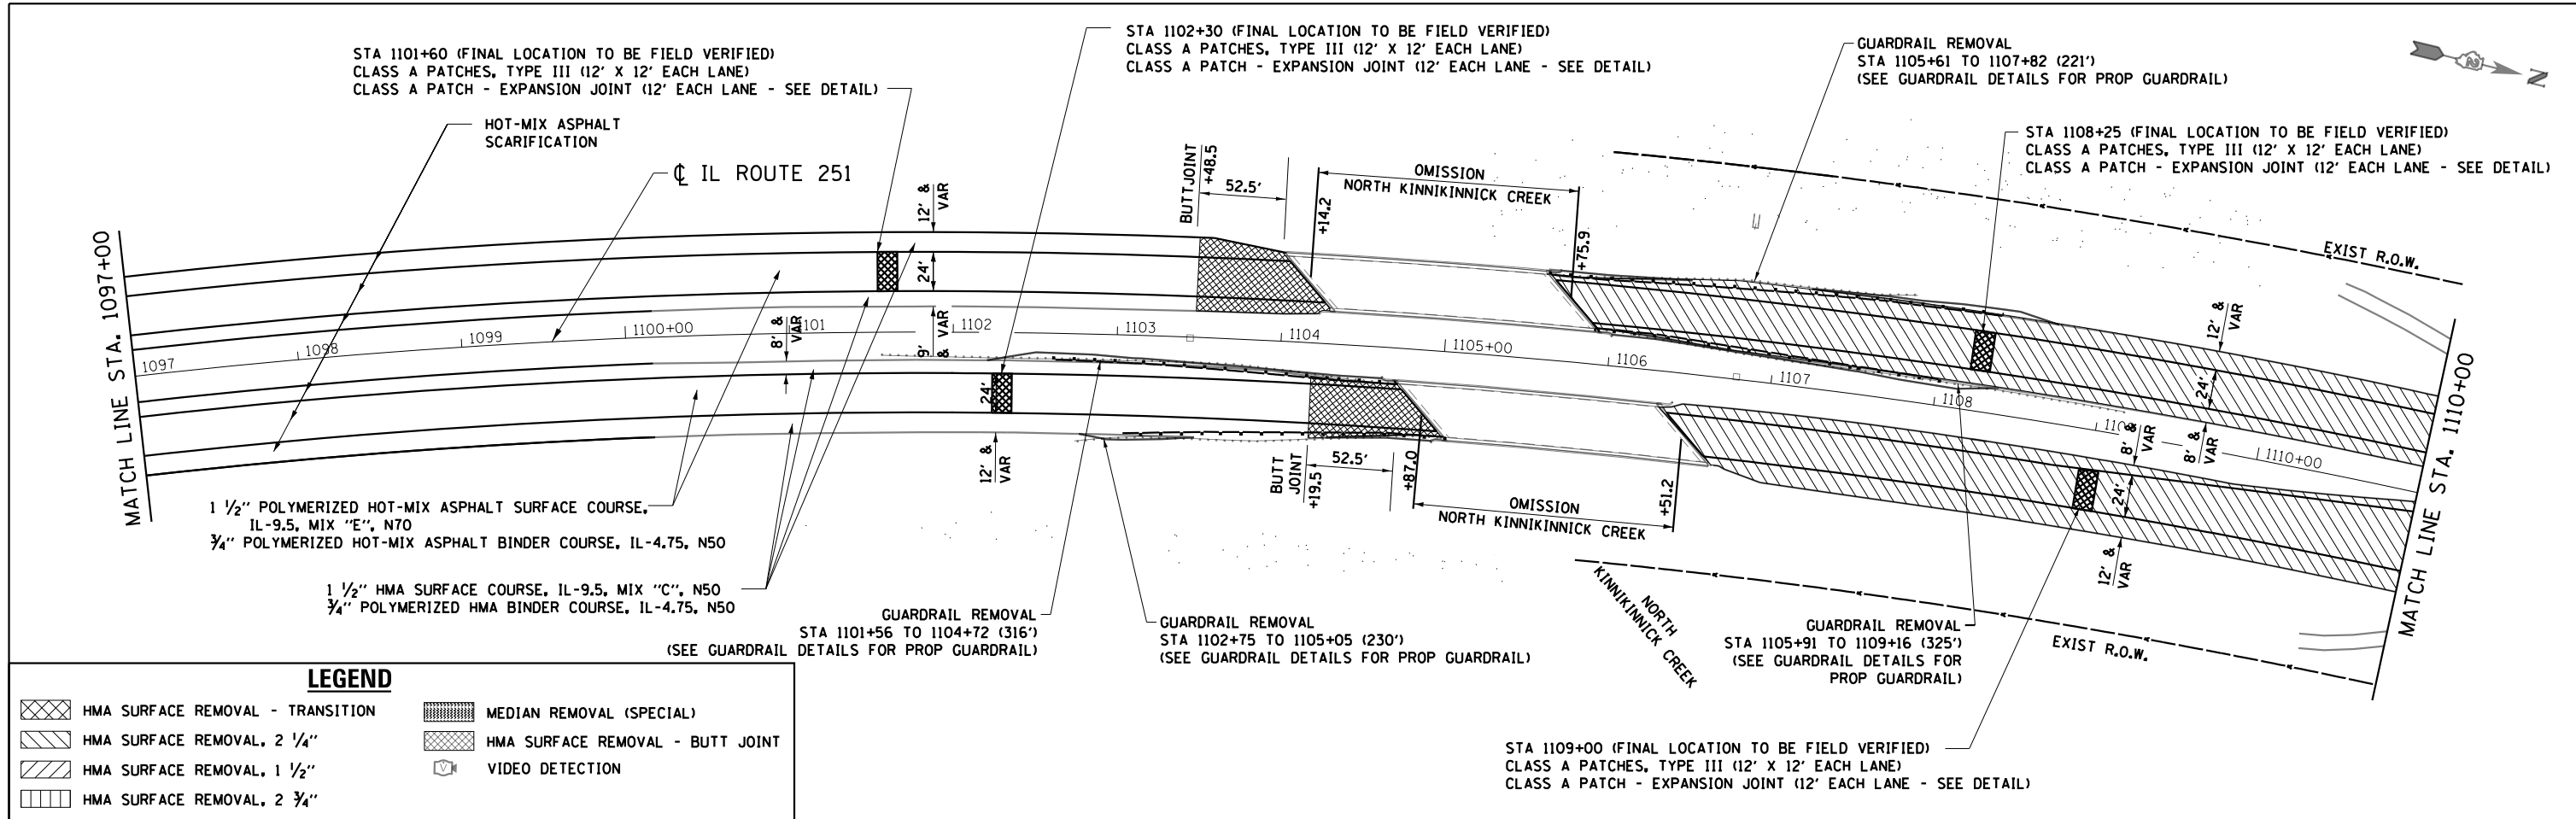 STA 1101+60 (FINAL LOCATION TO BE FIELD VERIFIED)
CLASS A PATCHES, TYPE III (12' X 12' EACH LANE)
CLASS A PATCH - EXPANSION JOINT (12' EACH LANE - SEE DETAIL)
STA 1102+30 (FINAL LOCATION TO BE FIELD VERIFIED)
CLASS A PATCHES, TYPE III (12' X 12' EACH LANE)
CLASS A PATCH - EXPANSION JOINT (12' EACH LANE - SEE DETAIL)
GUARDRAIL REMOVAL
STA 1105+61 TO 1107+82 (221')
(SEE GUARDRAIL DETAILS FOR PROP GUARDRAIL)
N
STA 1108+25 (FINAL LOCATION TO BE FIELD VERIFIED)
CLASS A PATCHES, TYPE III (12' X 12' EACH LANE)
CLASS A PATCH - EXPANSION JOINT (12' EACH LANE - SEE DETAIL)
HOT-MIX ASPHALT
SCARIFICATION
℄ IL ROUTE 251
12' &
VAR
BUTT JOINT
+48.5
52.5'
+14.2
OMISSION
NORTH KINNIKINNICK CREEK
+75.9
EXIST R.O.W.
MATCH LINE STA. 1097+00
24'
8' &
VAR
9'
& VAR
1097
1098
1099
1100+00
1101
1102
1103
1104
1105+00
1106
1107
1108
1110+00
12' &
VAR
24'
8' &
VAR
8' &
VAR
MATCH LINE STA. 1110+00
24'
12' &
VAR
BUTT
JOINT
+19.5
52.5'
+87.0
OMISSION
NORTH KINNIKINNICK CREEK
+51.2
24'
12' &
VAR
1 1/2" POLYMERIZED HOT-MIX ASPHALT SURFACE COURSE,
IL-9.5, MIX "E", N70
3/4" POLYMERIZED HOT-MIX ASPHALT BINDER COURSE, IL-4.75, N50
1 1/2" HMA SURFACE COURSE, IL-9.5, MIX "C", N50
3/4" POLYMERIZED HMA BINDER COURSE, IL-4.75, N50
GUARDRAIL REMOVAL
STA 1101+56 TO 1104+72 (316')
(SEE GUARDRAIL DETAILS FOR PROP GUARDRAIL)
GUARDRAIL REMOVAL
STA 1102+75 TO 1105+05 (230')
(SEE GUARDRAIL DETAILS FOR PROP GUARDRAIL)
NORTH
KINNIKINNICK CREEK
GUARDRAIL REMOVAL
STA 1105+91 TO 1109+16 (325')
(SEE GUARDRAIL DETAILS FOR
PROP GUARDRAIL)
EXIST R.O.W.
STA 1109+00 (FINAL LOCATION TO BE FIELD VERIFIED)
CLASS A PATCHES, TYPE III (12' X 12' EACH LANE)
CLASS A PATCH - EXPANSION JOINT (12' EACH LANE - SEE DETAIL)
LEGEND
HMA SURFACE REMOVAL - TRANSITION
HMA SURFACE REMOVAL, 2 1/4"
HMA SURFACE REMOVAL, 1 1/2"
HMA SURFACE REMOVAL, 2 3/4"
MEDIAN REMOVAL (SPECIAL)
HMA SURFACE REMOVAL - BUTT JOINT
V
VIDEO DETECTION